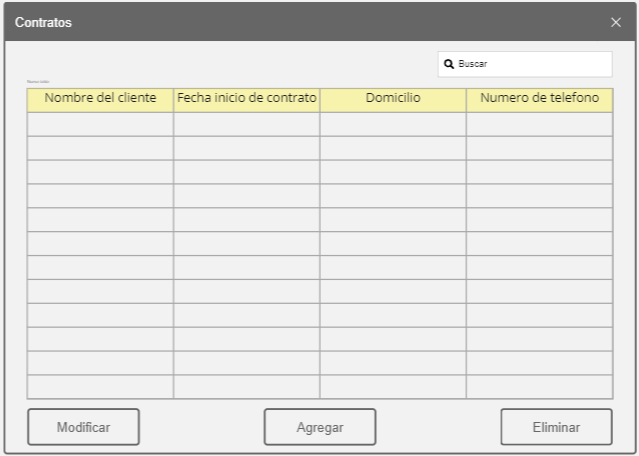 Contratos
Buscar
Nombre del cliente Fecha inicio de contrato Domicilio Numero de telefono
Modificar Agregar Eliminar